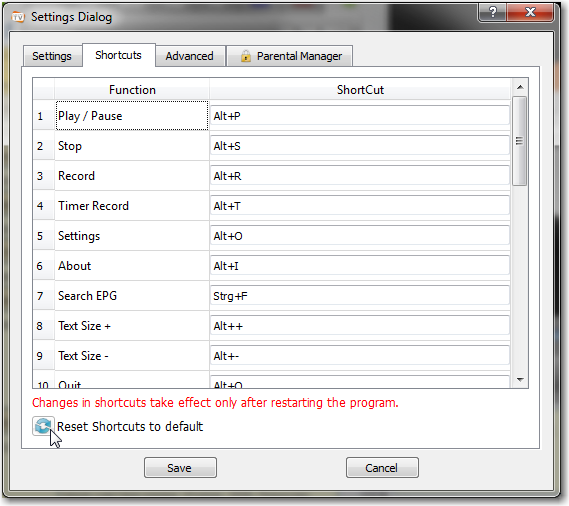 Settings Dialog
Settings Shortcuts Advanced Parental Manager
Function ShortCut
1 Play / Pause Alt+P
2 Stop Alt+S
3 Record Alt+R
4 Timer Record Alt+T
5 Settings Alt+O
6 About Alt+I
7 Search EPG Strg+F
8 Text Size + Alt++
9 Text Size - Alt+-
10 Quit Alt+Q
Changes in shortcuts take effect only after restarting the program.
Reset Shortcuts to default
Save Cancel